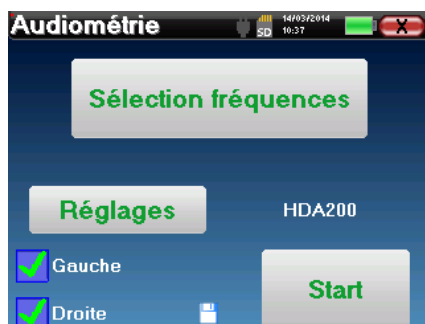 Audiométrie
SD
14/03/2014
10:37
X
Sélection fréquences
Réglages
HDA200
Gauche
Start
Droite